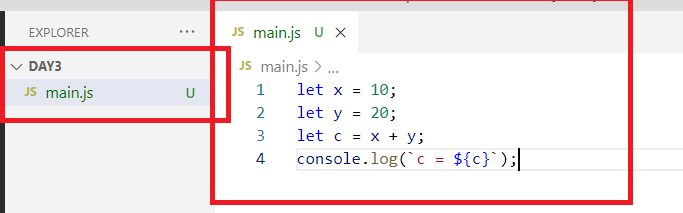 EXPLORER ...
DAY3
JS main.js U
JS main.js U
JS main.js > ...
1 let x = 10;
2 let y = 20;
3 let c = x + y;
4 console.log(`c = ${c}`);